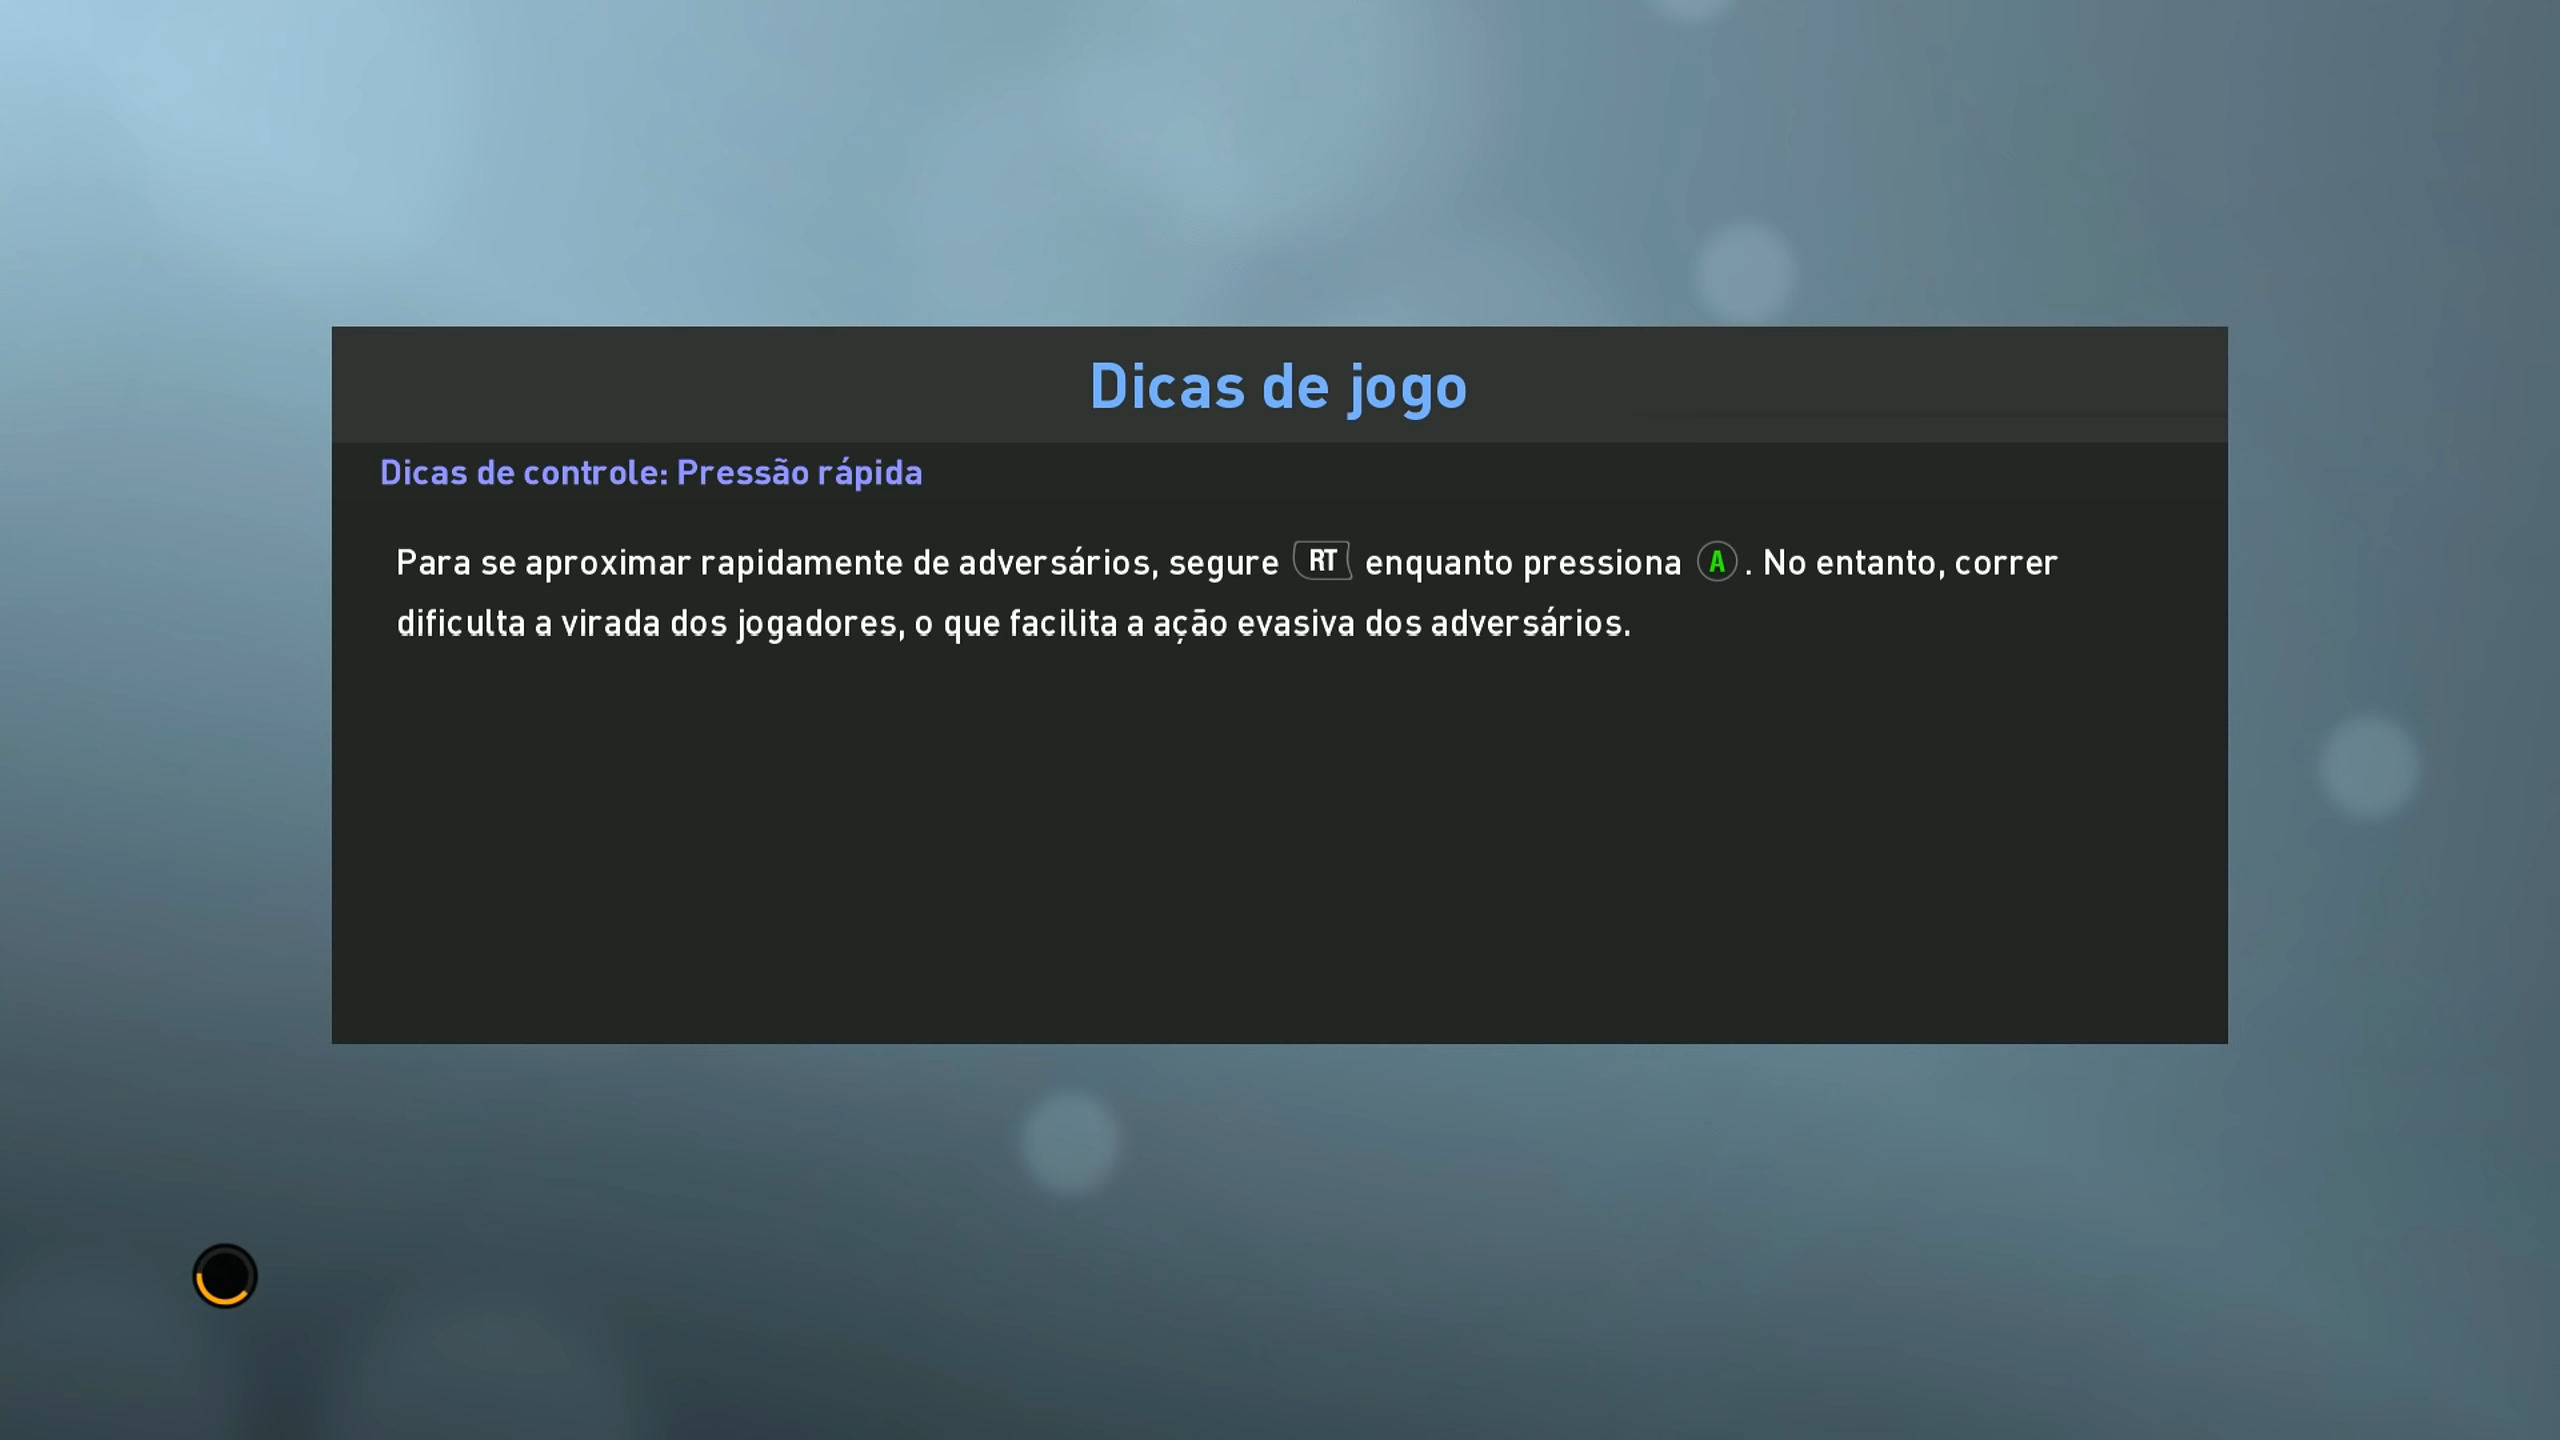 Dicas de jogo
Dicas de controle: Pressão rápida
Para se aproximar rapidamente de adversários, segure RT enquanto pressiona A. No entanto, correr
dificulta a virada dos jogadores, o que facilita a ação evasiva dos adversários.